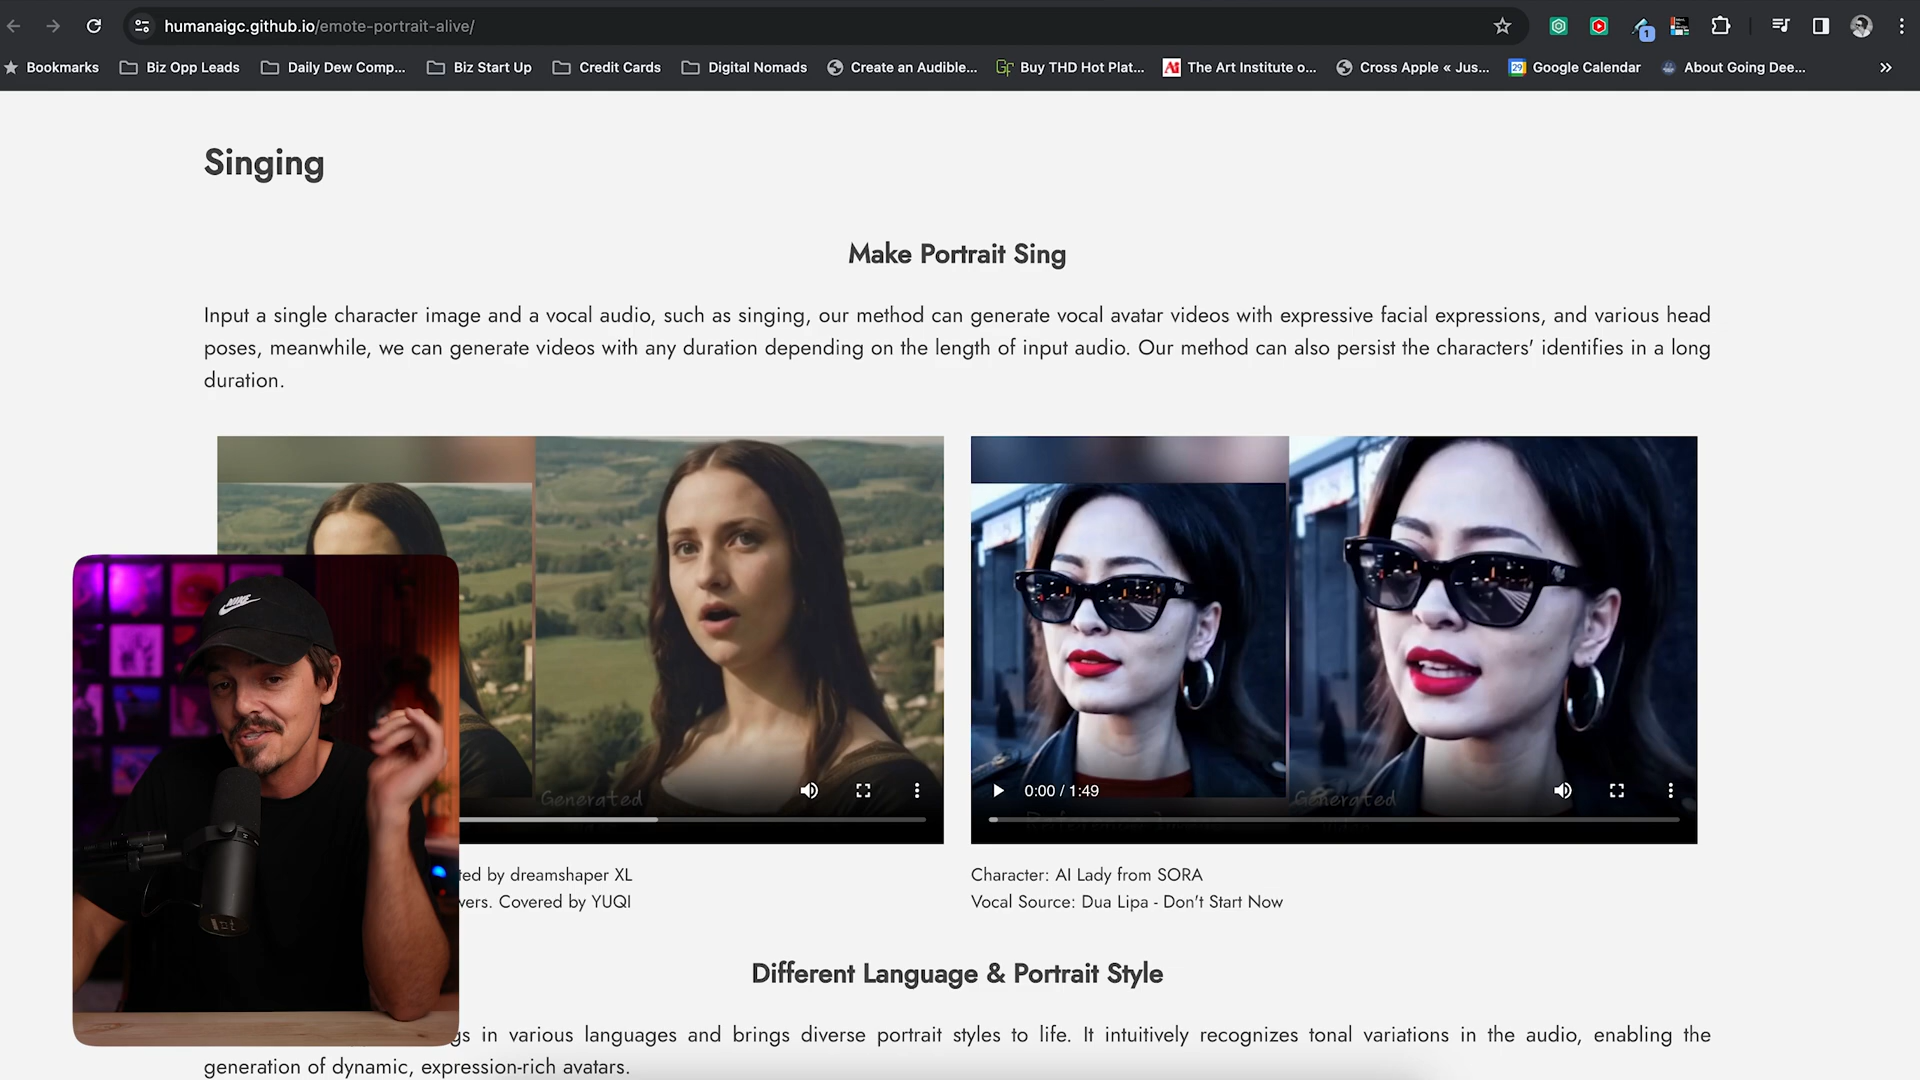 humanaigc.github.io/emote-portrait-alive/
1
Bookmarks
Biz Opp Leads
Daily Dew Comp...
Biz Start Up
Credit Cards
Digital Nomads
Create an Audible...
Buy THD Hot Plat...
The Art Institute o...
Cross Apple « Jus...
29
Google Calendar
About Going Dee...
Singing
Make Portrait Sing
Input a single character image and a vocal audio, such as singing, our method can generate vocal avatar videos with expressive facial expressions, and various head
poses, meanwhile, we can generate videos with any duration depending on the length of input audio. Our method can also persist the characters' identifies in a long
duration.
NIKE
Generated
0:00 / 1:49
Generated
ted by dreamshaper XL
Character: AI Lady from SORA
wers. Covered by YUQI
Vocal Source: Dua Lipa - Don't Start Now
Different Language & Portrait Style
gs in various languages and brings diverse portrait styles to life. It intuitively recognizes tonal variations in the audio, enabling the
generation of dynamic, expression-rich avatars.